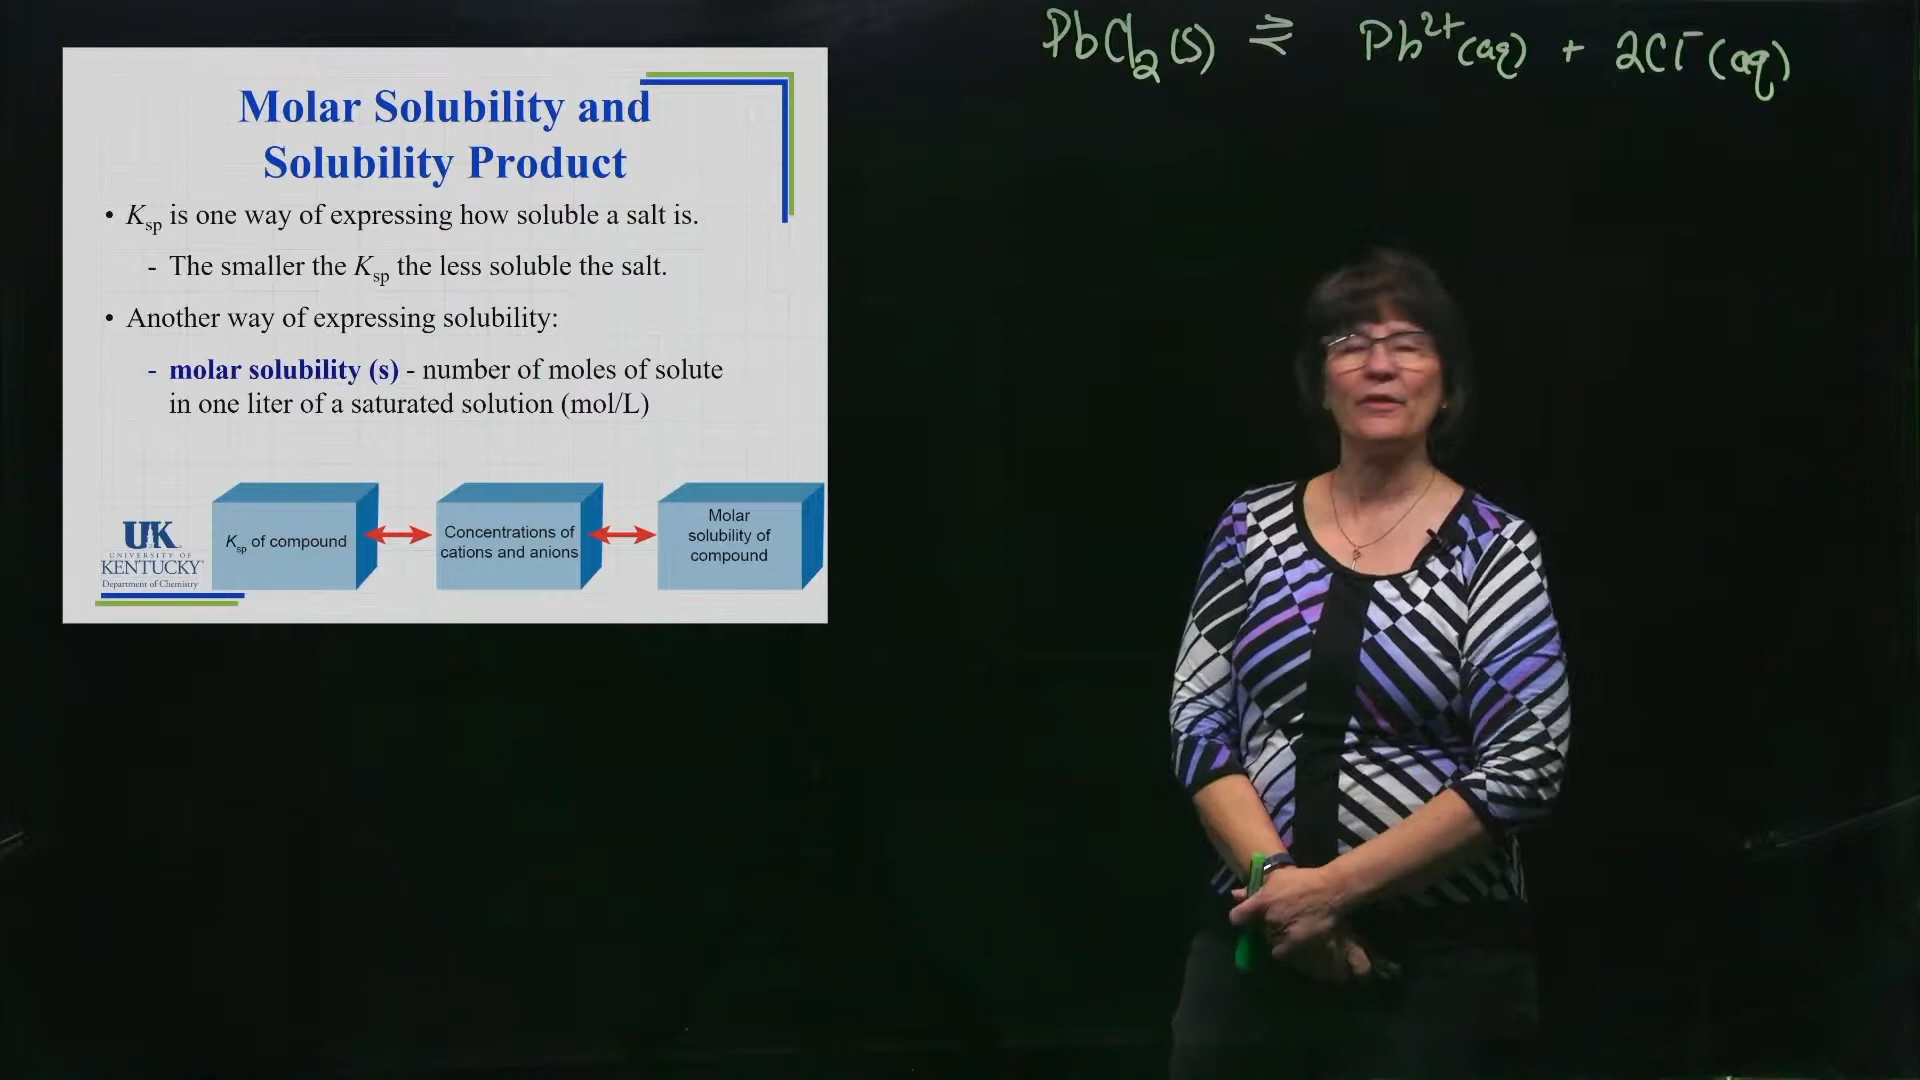 Molar Solubility and
Solubility Product
• Ksp is one way of expressing how soluble a salt is.
- The smaller the Ksp the less soluble the salt.
• Another way of expressing solubility:
- molar solubility (s) - number of moles of solute
in one liter of a saturated solution (mol/L)
Ksp of compound
Concentrations of
cations and anions
Molar
solubility of
compound
UK
UNIVERSITY OF
KENTUCKY
Department of Chemistry
PbCl₂(s) ⇄ Pb²⁺(aq) + 2Cl⁻(aq)